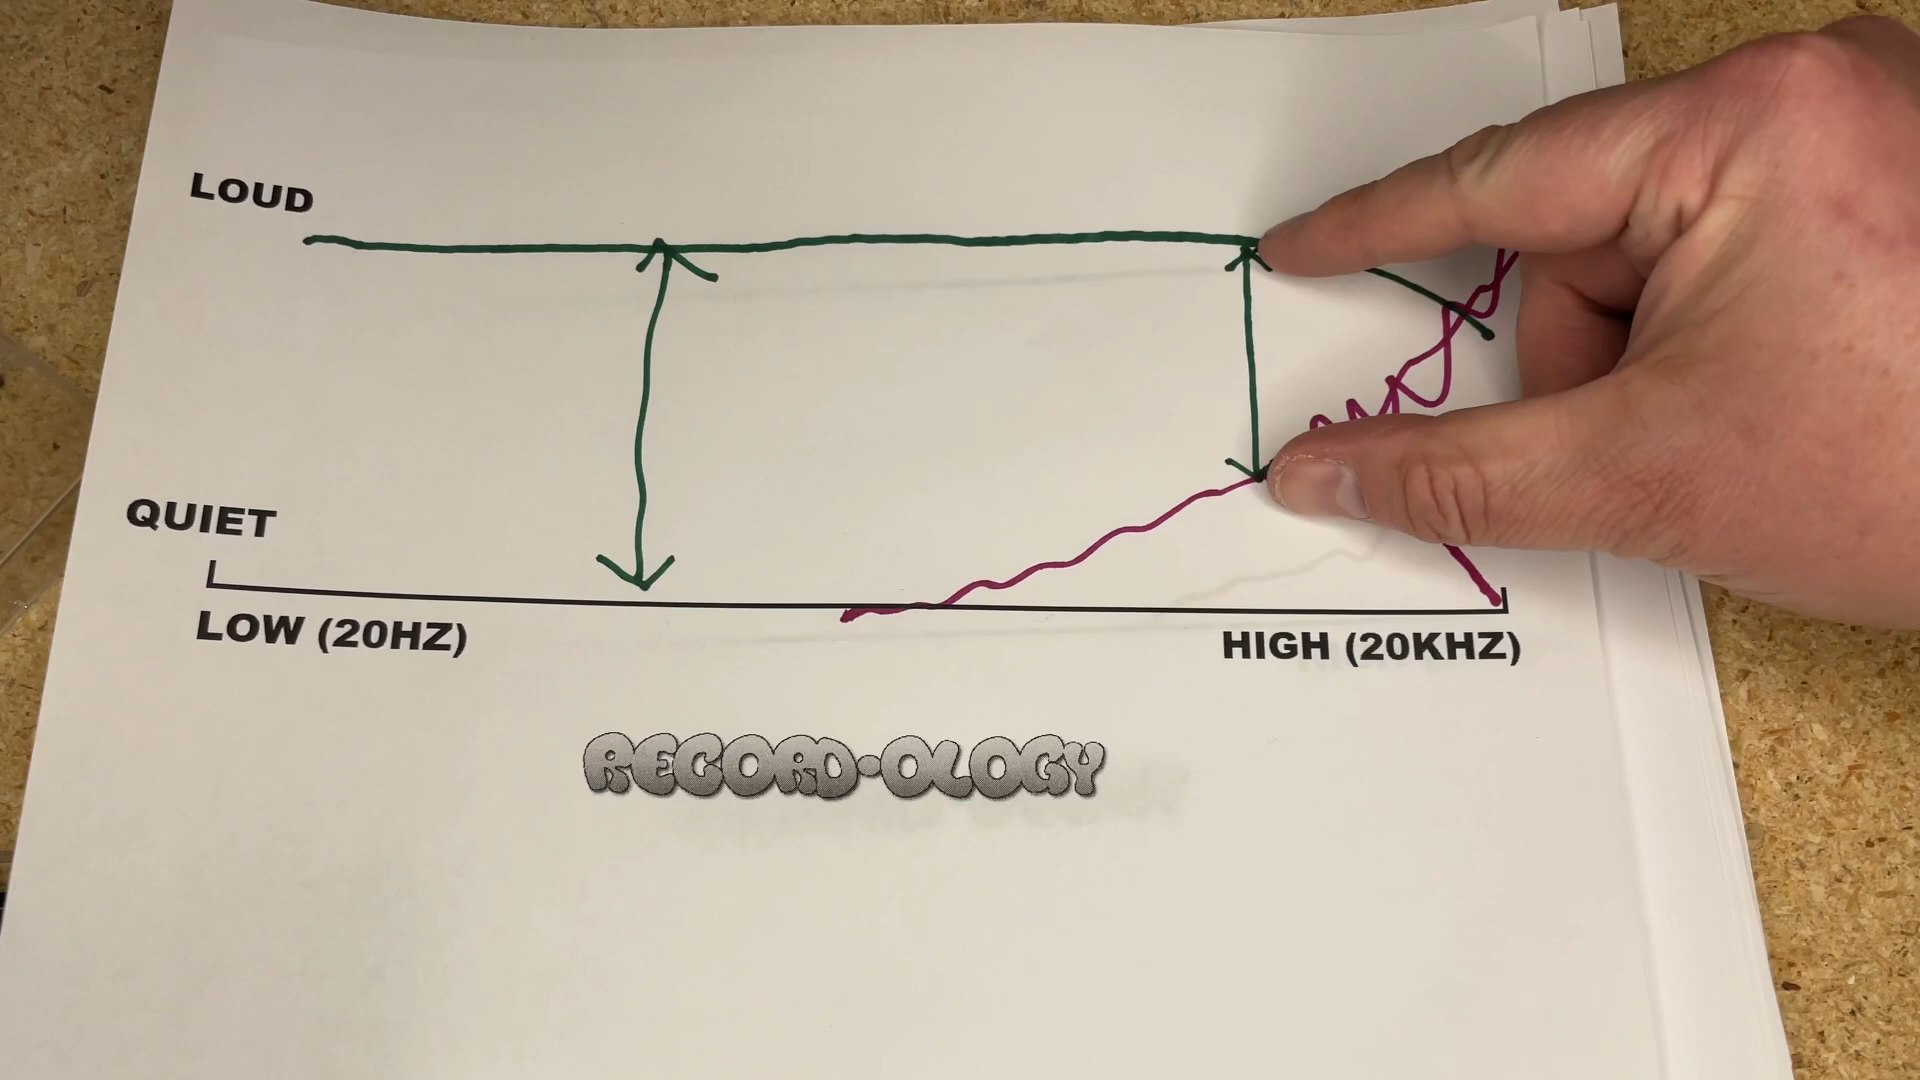 LOUD
QUIET
LOW (20HZ)
HIGH (20KHZ)
RECORD•OLOGY